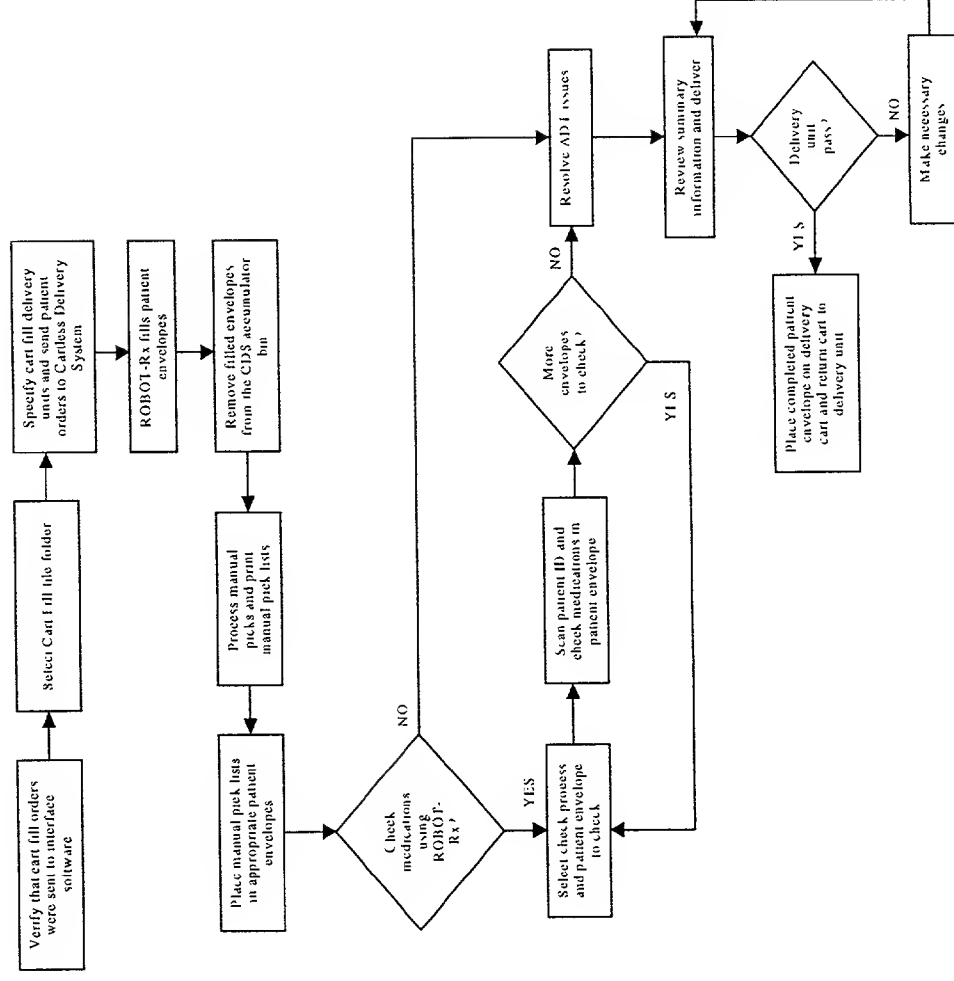 Verify that cart fill orders
were sent to interface
software
Select Cart Fill file folder
Specify cart fill delivery
units and send patient
orders to Cartless Delivery
System
ROBOT-Rx fills patient
envelopes
Remove filled envelopes
from the CDS accumulator
bin
Process manual
picks and print
manual pick lists
Place manual pick lists
in appropriate patient
envelopes
Check
medications
using
ROBOT-
Rx?
NO
YES
Select check process
and patient envelope
to check
Scan patient ID and
check medications in
patient envelope
More
envelopes
to check?
NO
YES
Resolve ADT issues
Review summary
information and deliver
Delivery
unit
pass?
YES
NO
Place completed patient
envelope on delivery
cart and return cart to
delivery unit
Make necessary
changes